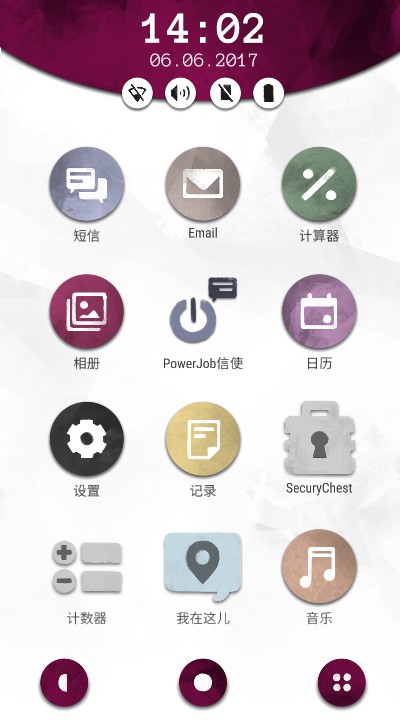 14:02
06.06.2017
短信
Email
计算器
相册
PowerJob信使
日历
设置
记录
SecuryChest
计数器
我在这儿
音乐